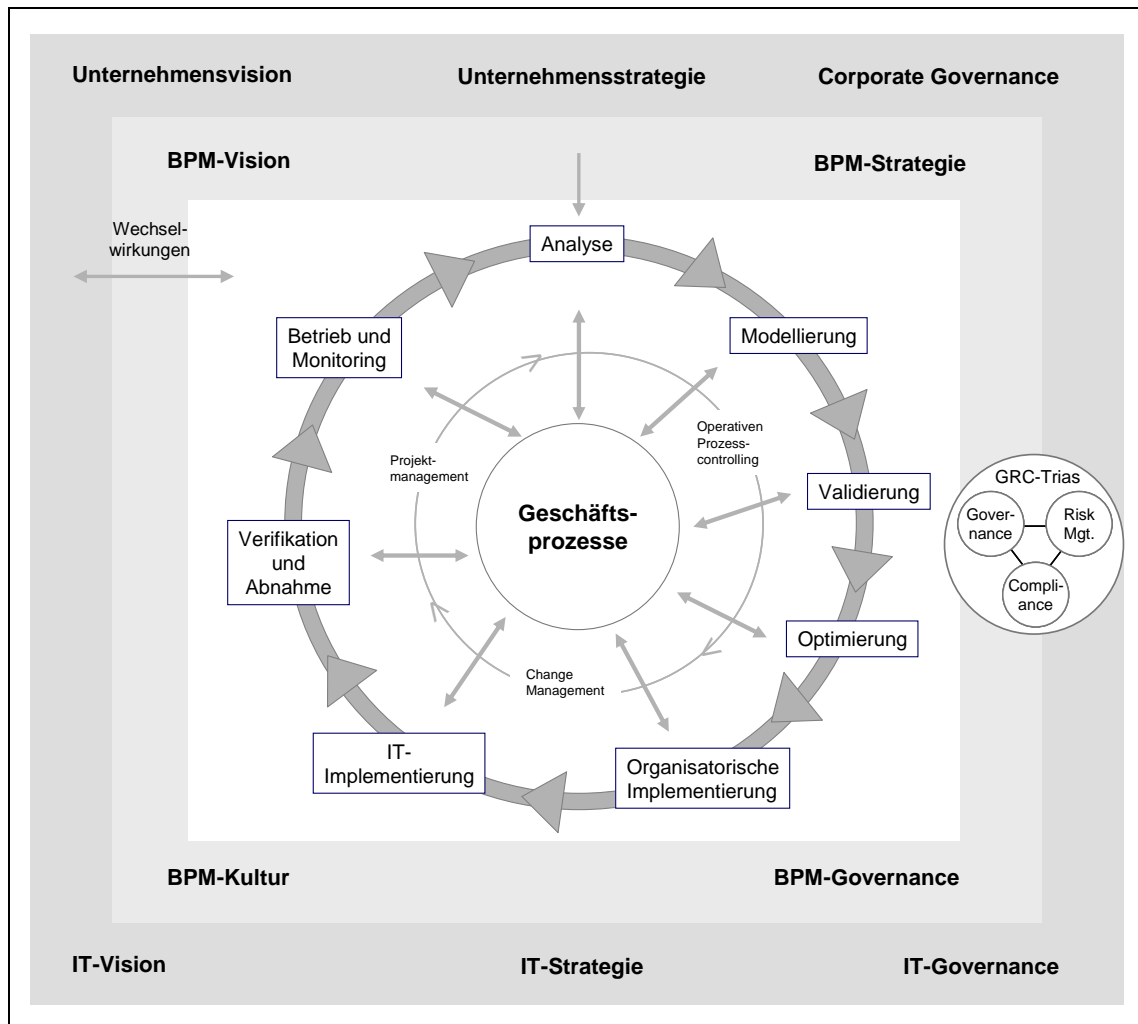 Unternehmensvision
Unternehmensstrategie
Corporate Governance
BPM-Vision
BPM-Strategie
Wechsel-
wirkungen
Analyse
Betrieb und
Monitoring
Modellierung
Projekt-
management
Operativen
Prozess-
controlling
Geschäfts-
prozesse
Validierung
GRC-Trias
Gover-
nance
Risk
Mgt.
Compli-
ance
Verifikation
und
Abnahme
Optimierung
Change
Management
IT-
Implementierung
Organisatorische
Implementierung
BPM-Kultur
BPM-Governance
IT-Vision
IT-Strategie
IT-Governance